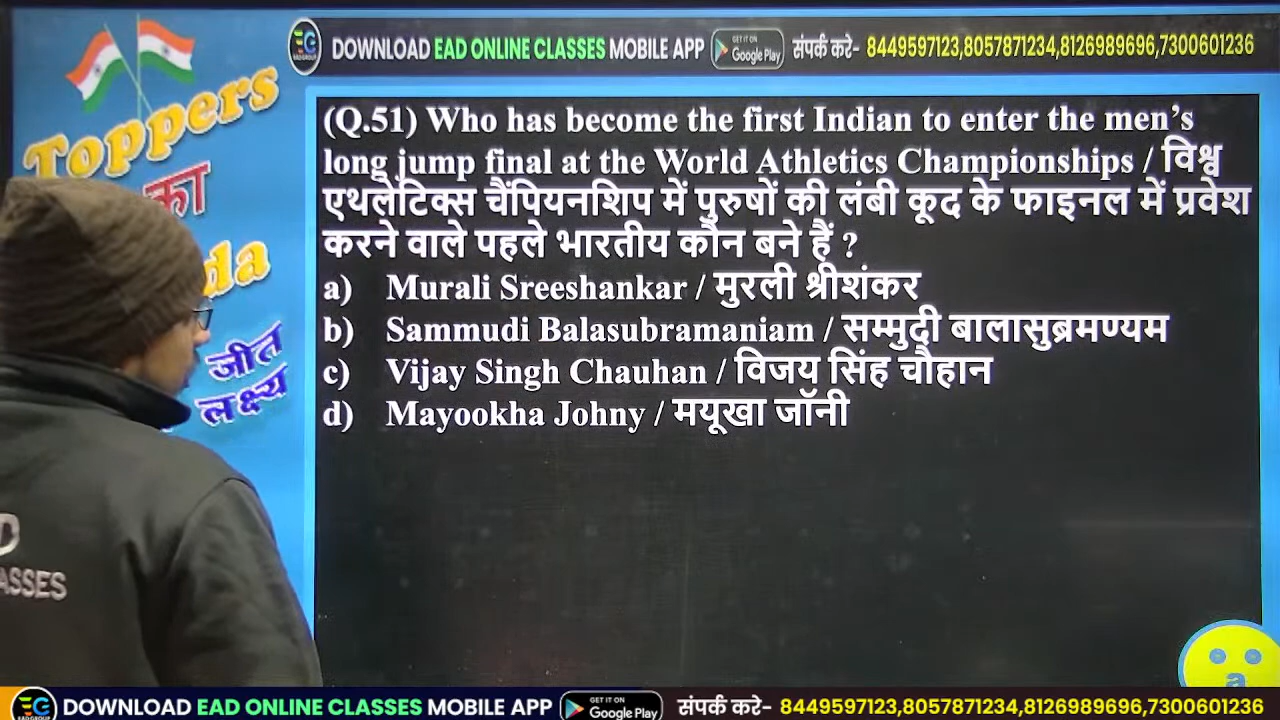 DOWNLOAD EAD ONLINE CLASSES MOBILE APP GET IT ON Google Play संपर्क करे- 8449597123,8057871234,8126989696,7300601236
Toppers
का
da
जीत
लक्ष्य
(Q.51) Who has become the first Indian to enter the men’s
long jump final at the World Athletics Championships / विश्व
एथलेटिक्स चैंपियनशिप में पुरुषों की लंबी कूद के फाइनल में प्रवेश
करने वाले पहले भारतीय कौन बने हैं ?
a) Murali Sreeshankar / मुरली श्रीशंकर
b) Sammudi Balasubramaniam / सम्मुदी बालासुब्रमण्यम
c) Vijay Singh Chauhan / विजय सिंह चौहान
d) Mayookha Johny / मयूखा जॉनी
D
ASSES
a
DOWNLOAD EAD ONLINE CLASSES MOBILE APP GET IT ON Google Play संपर्क करे- 8449597123,8057871234,8126989696,7300601236